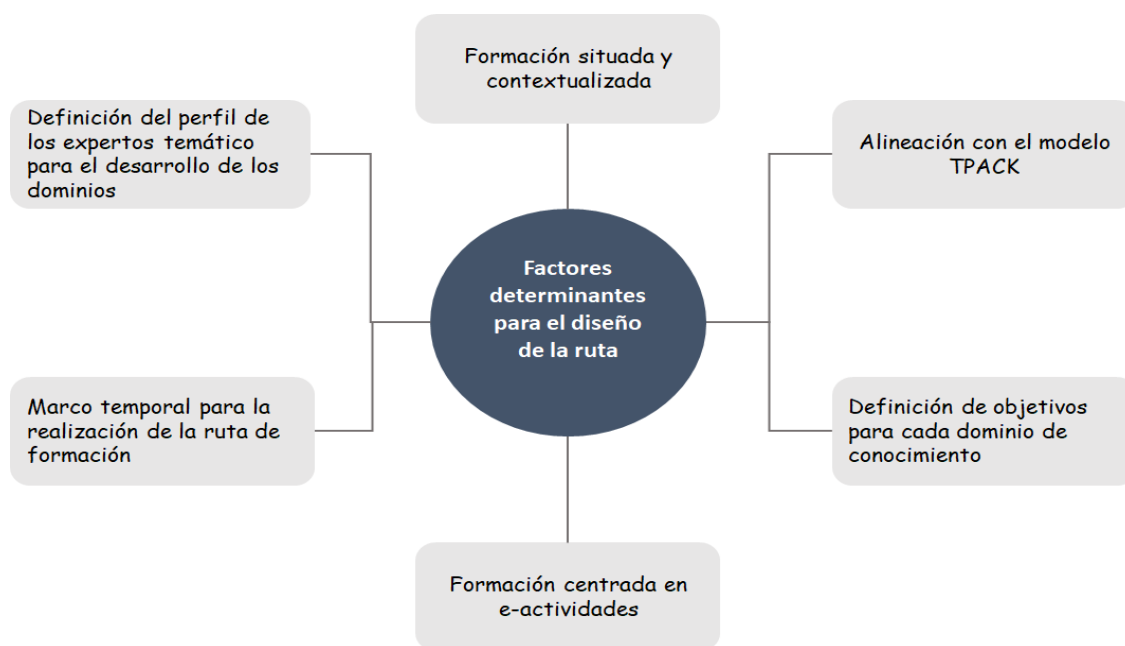 Formación situada y
contextualizada
Definición del perfil de
los expertos temático
para el desarrollo de los
dominios
Alineación con el modelo
TPACK
Factores
determinantes
para el diseño
de la ruta
Marco temporal para la
realización de la ruta de
formación
Definición de objetivos
para cada dominio de
conocimiento
Formación centrada en
e-actividades